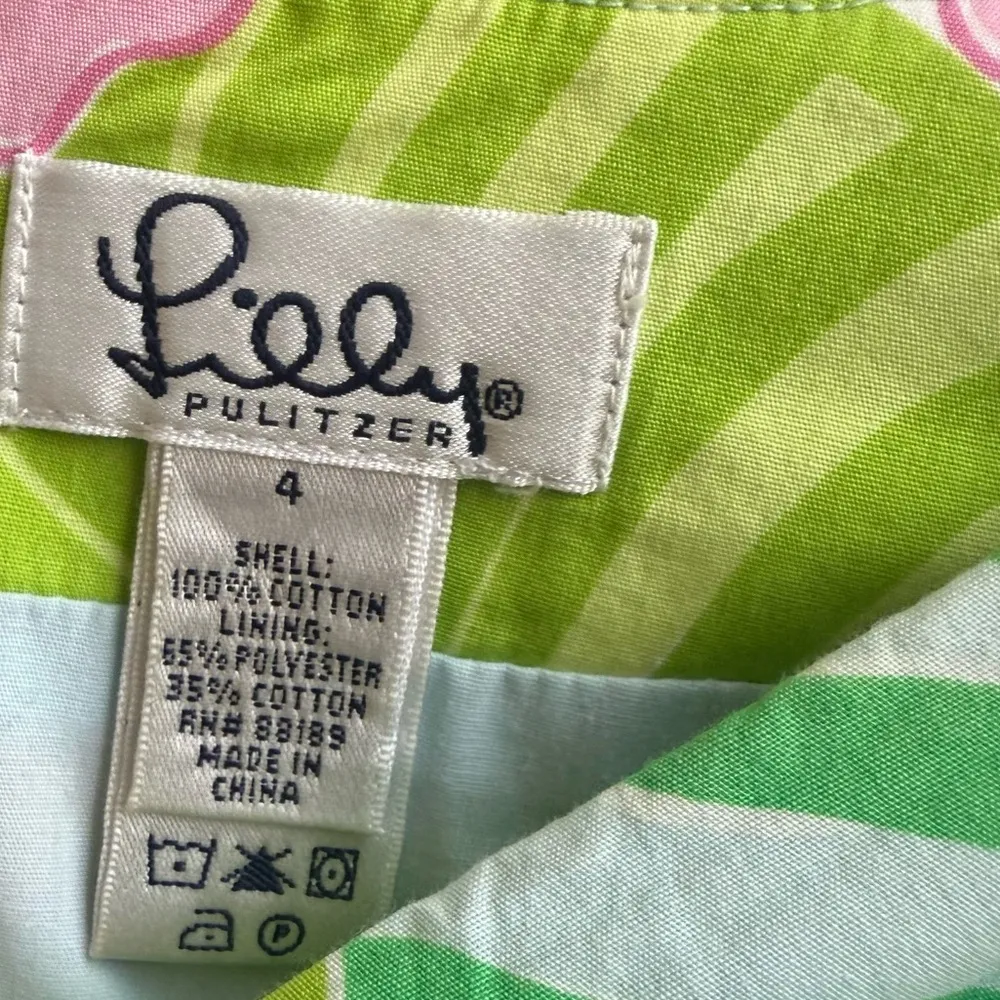 Lilly®
PULITZER
4
SHELL:
100% COTTON
LINING:
65% POLYESTER
35% COTTON
RN# 88189
MADE IN
CHINA
P